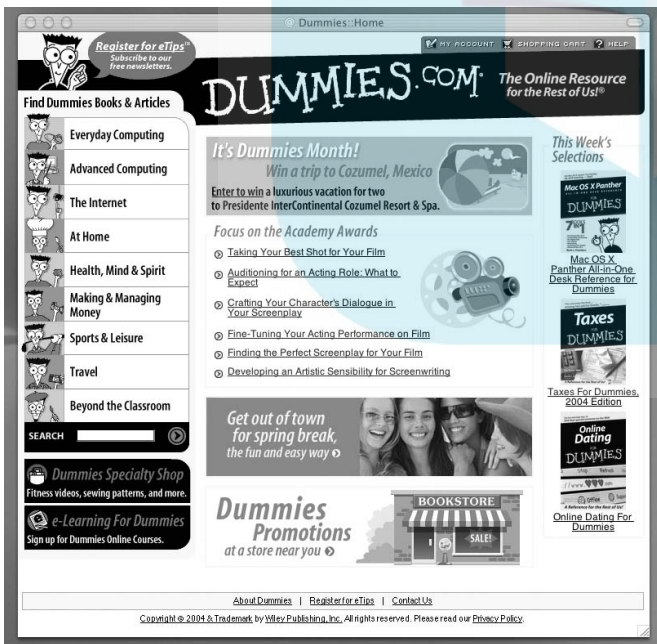 Dummies::Home
Register for eTips™
Subscribe to our
free newsletters.
MY ACCOUNT SHOPPING CART ? HELP
DUMMIES.COM
The Online Resource
for the Rest of Us!®
Find Dummies Books & Articles
Everyday Computing
Advanced Computing
The Internet
At Home
Health, Mind & Spirit
Making & Managing
Money
Sports & Leisure
Travel
Beyond the Classroom
SEARCH
Dummies Specialty Shop
Fitness videos, sewing patterns, and more.
e-Learning For Dummies
Sign up for Dummies Online Courses.
It's Dummies Month!
Win a trip to Cozumel, Mexico
Enter to win a luxurious vacation for two
to Presidente InterContinental Cozumel Resort & Spa.
Focus on the Academy Awards
Taking Your Best Shot for Your Film
Auditioning for an Acting Role: What to
Expect
Crafting Your Character's Dialogue in
Your Screenplay
Fine-Tuning Your Acting Performance on Film
Finding the Perfect Screenplay for Your Film
Developing an Artistic Sensibility for Screenwriting
Get out of town
for spring break,
the fun and easy way
Dummies
Promotions
at a store near you
BOOKSTORE
SALE!
This Week's
Selections
Mac OS X Panther
FOR
DUMMIES
Mac OS X
Panther All-in-One
Desk Reference for
Dummies
Taxes
FOR
DUMMIES
Taxes For Dummies,
2004 Edition
Online
Dating
FOR
DUMMIES
Online Dating For
Dummies
About Dummies | Register for eTips | Contact Us
Copyright © 2004 & Trademark by Wiley Publishing, Inc. All rights reserved. Please read our Privacy Policy.